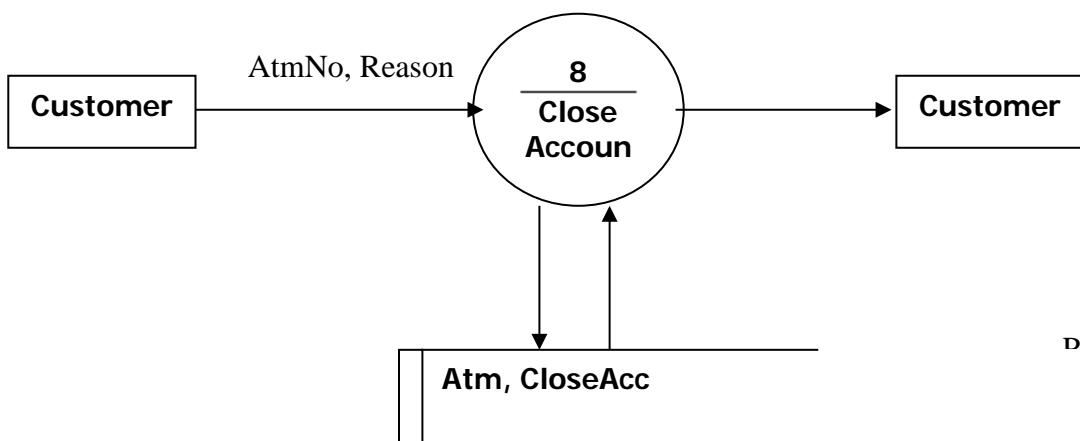 AtmNo, Reason
Customer
8
Close
Accoun
Customer
Atm, CloseAcc